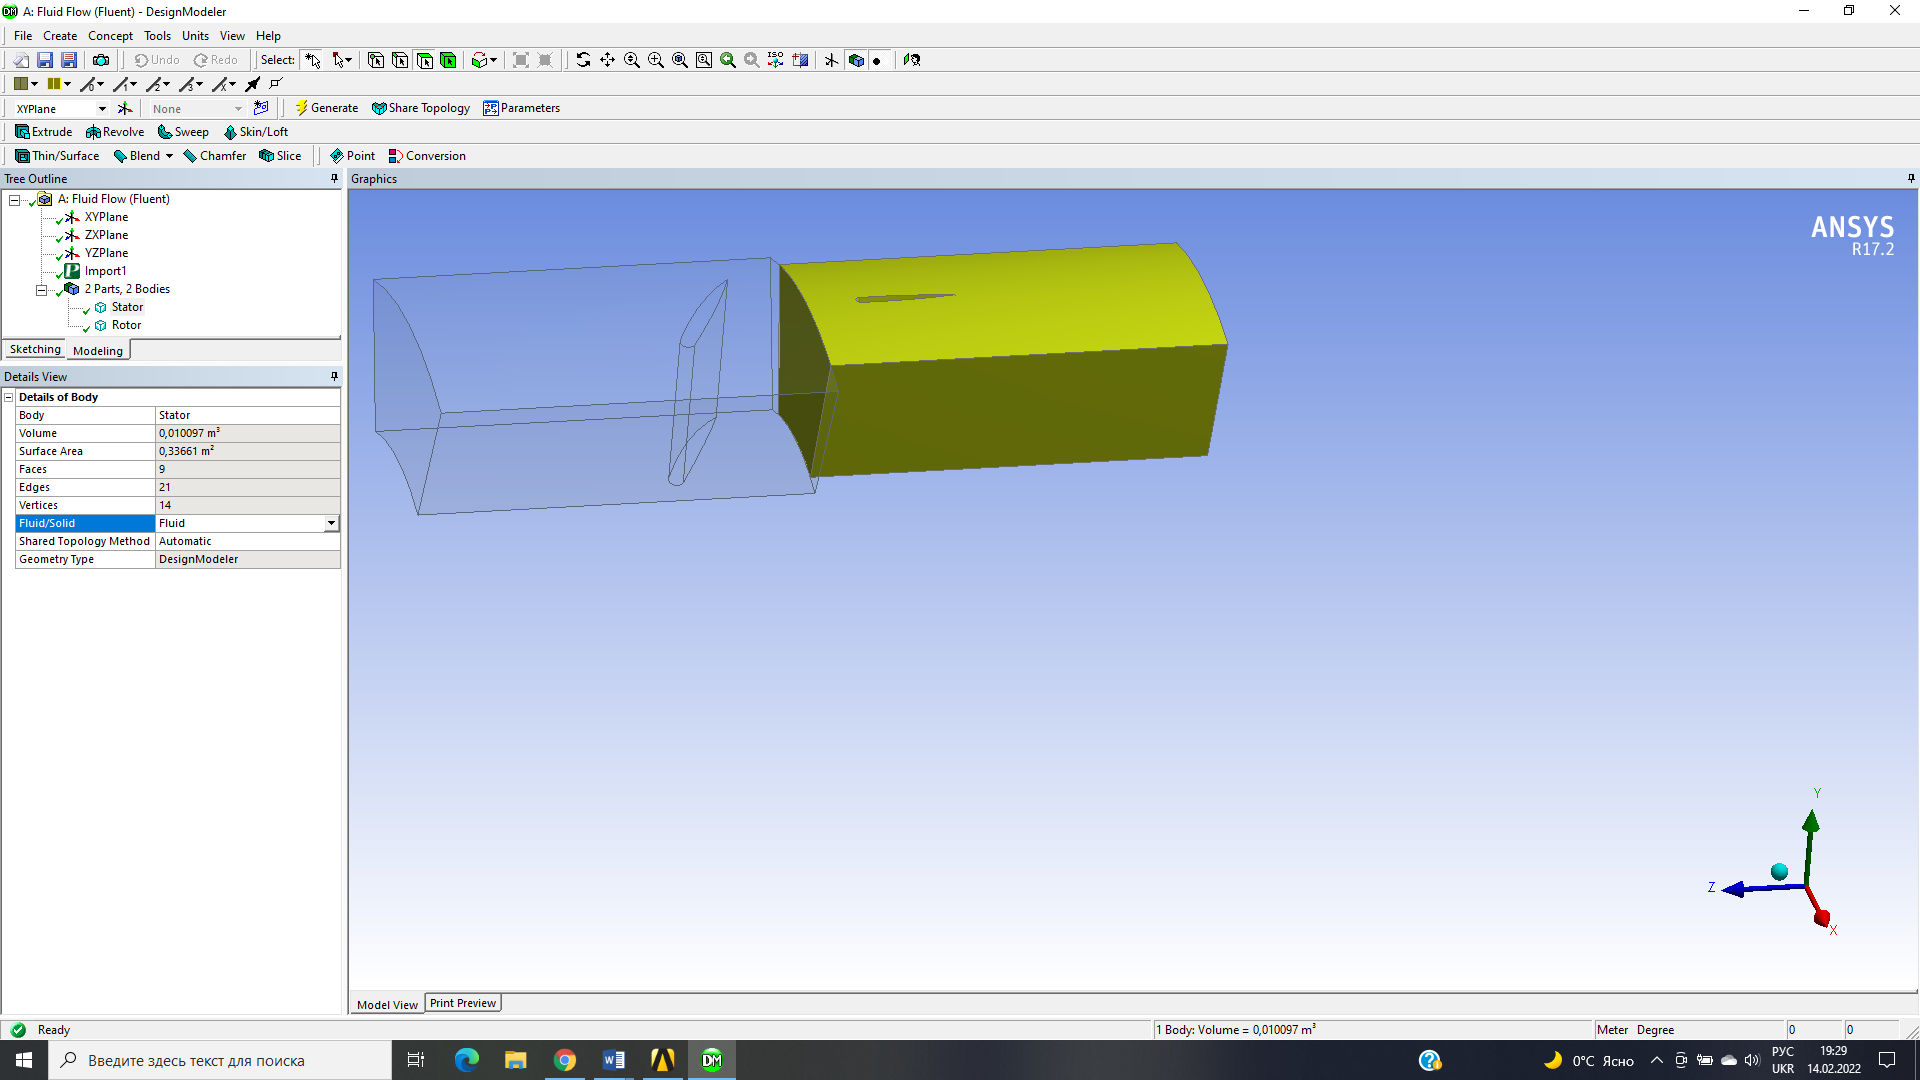 A: Fluid Flow (Fluent) - DesignModeler
File Create Concept Tools Units View Help
Undo Redo Select: ISO
XYPlane None Generate Share Topology Parameters
Extrude Revolve Sweep Skin/Loft
Thin/Surface Blend Chamfer Slice Point Conversion
Tree Outline
A: Fluid Flow (Fluent)
XYPlane
ZXPlane
YZPlane
Import1
2 Parts, 2 Bodies
Stator
Rotor
Sketching Modeling
Details View
Details of Body
Body Stator
Volume 0,010097 m³
Surface Area 0,33661 m²
Faces 9
Edges 21
Vertices 14
Fluid/Solid Fluid
Shared Topology Method Automatic
Geometry Type DesignModeler
Graphics
ANSYS
R17.2
Y
Z
X
Model View Print Preview
Ready 1 Body: Volume = 0,010097 m³ Meter Degree 0 0
Введите здесь текст для поиска
DM
0°C Ясно
РУС
UKR
19:29
14.02.2022